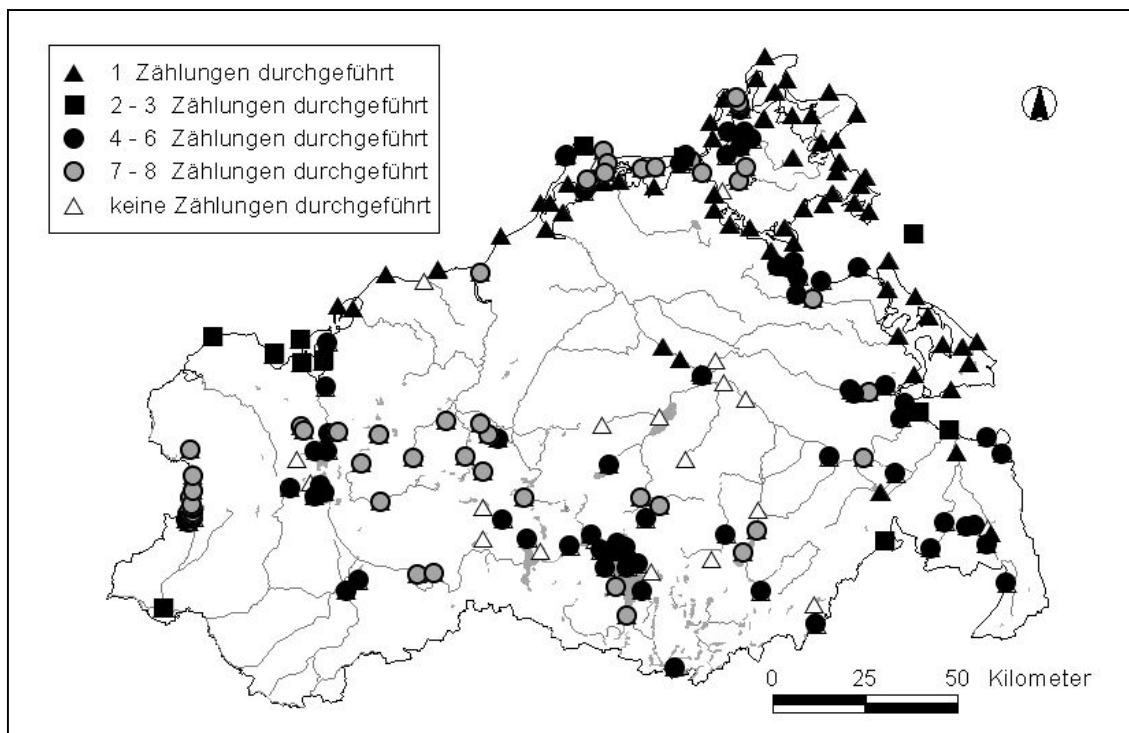 1 Zählungen durchgeführt
2 - 3 Zählungen durchgeführt
4 - 6 Zählungen durchgeführt
7 - 8 Zählungen durchgeführt
keine Zählungen durchgeführt
0 25 50 Kilometer